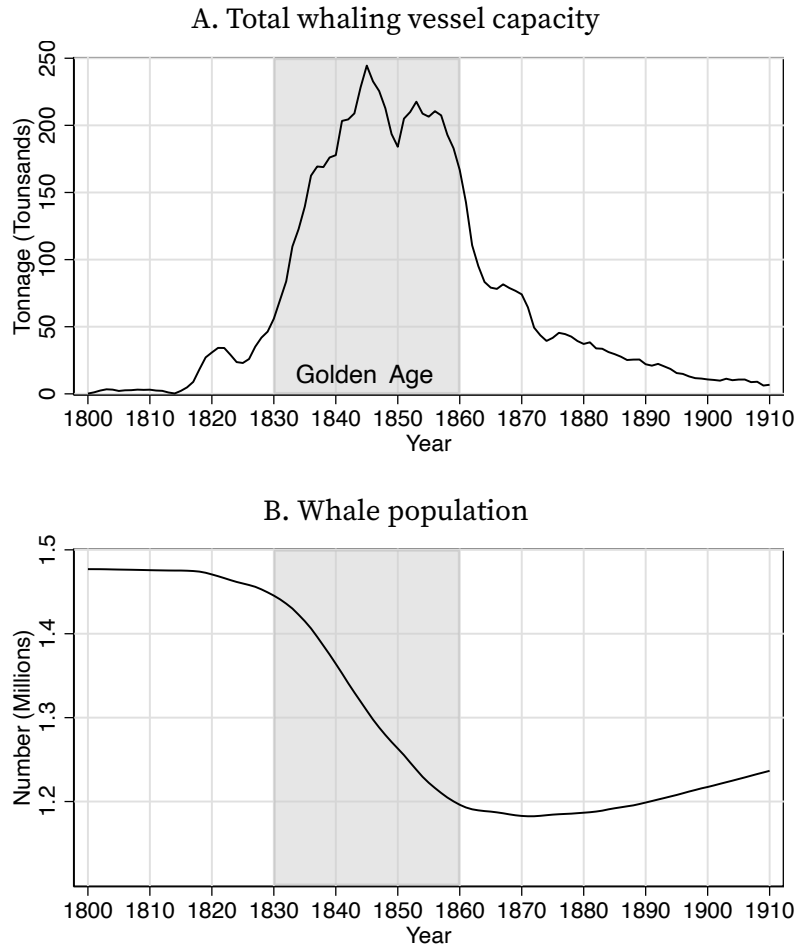 A. Total whaling vessel capacity
Tonnage (Tounsands)
250
200
150
100
50
0
Golden Age
1800 1810 1820 1830 1840 1850 1860 1870 1880 1890 1900 1910
Year
B. Whale population
Number (Millions)
1.5
1.4
1.3
1.2
1800 1810 1820 1830 1840 1850 1860 1870 1880 1890 1900 1910
Year